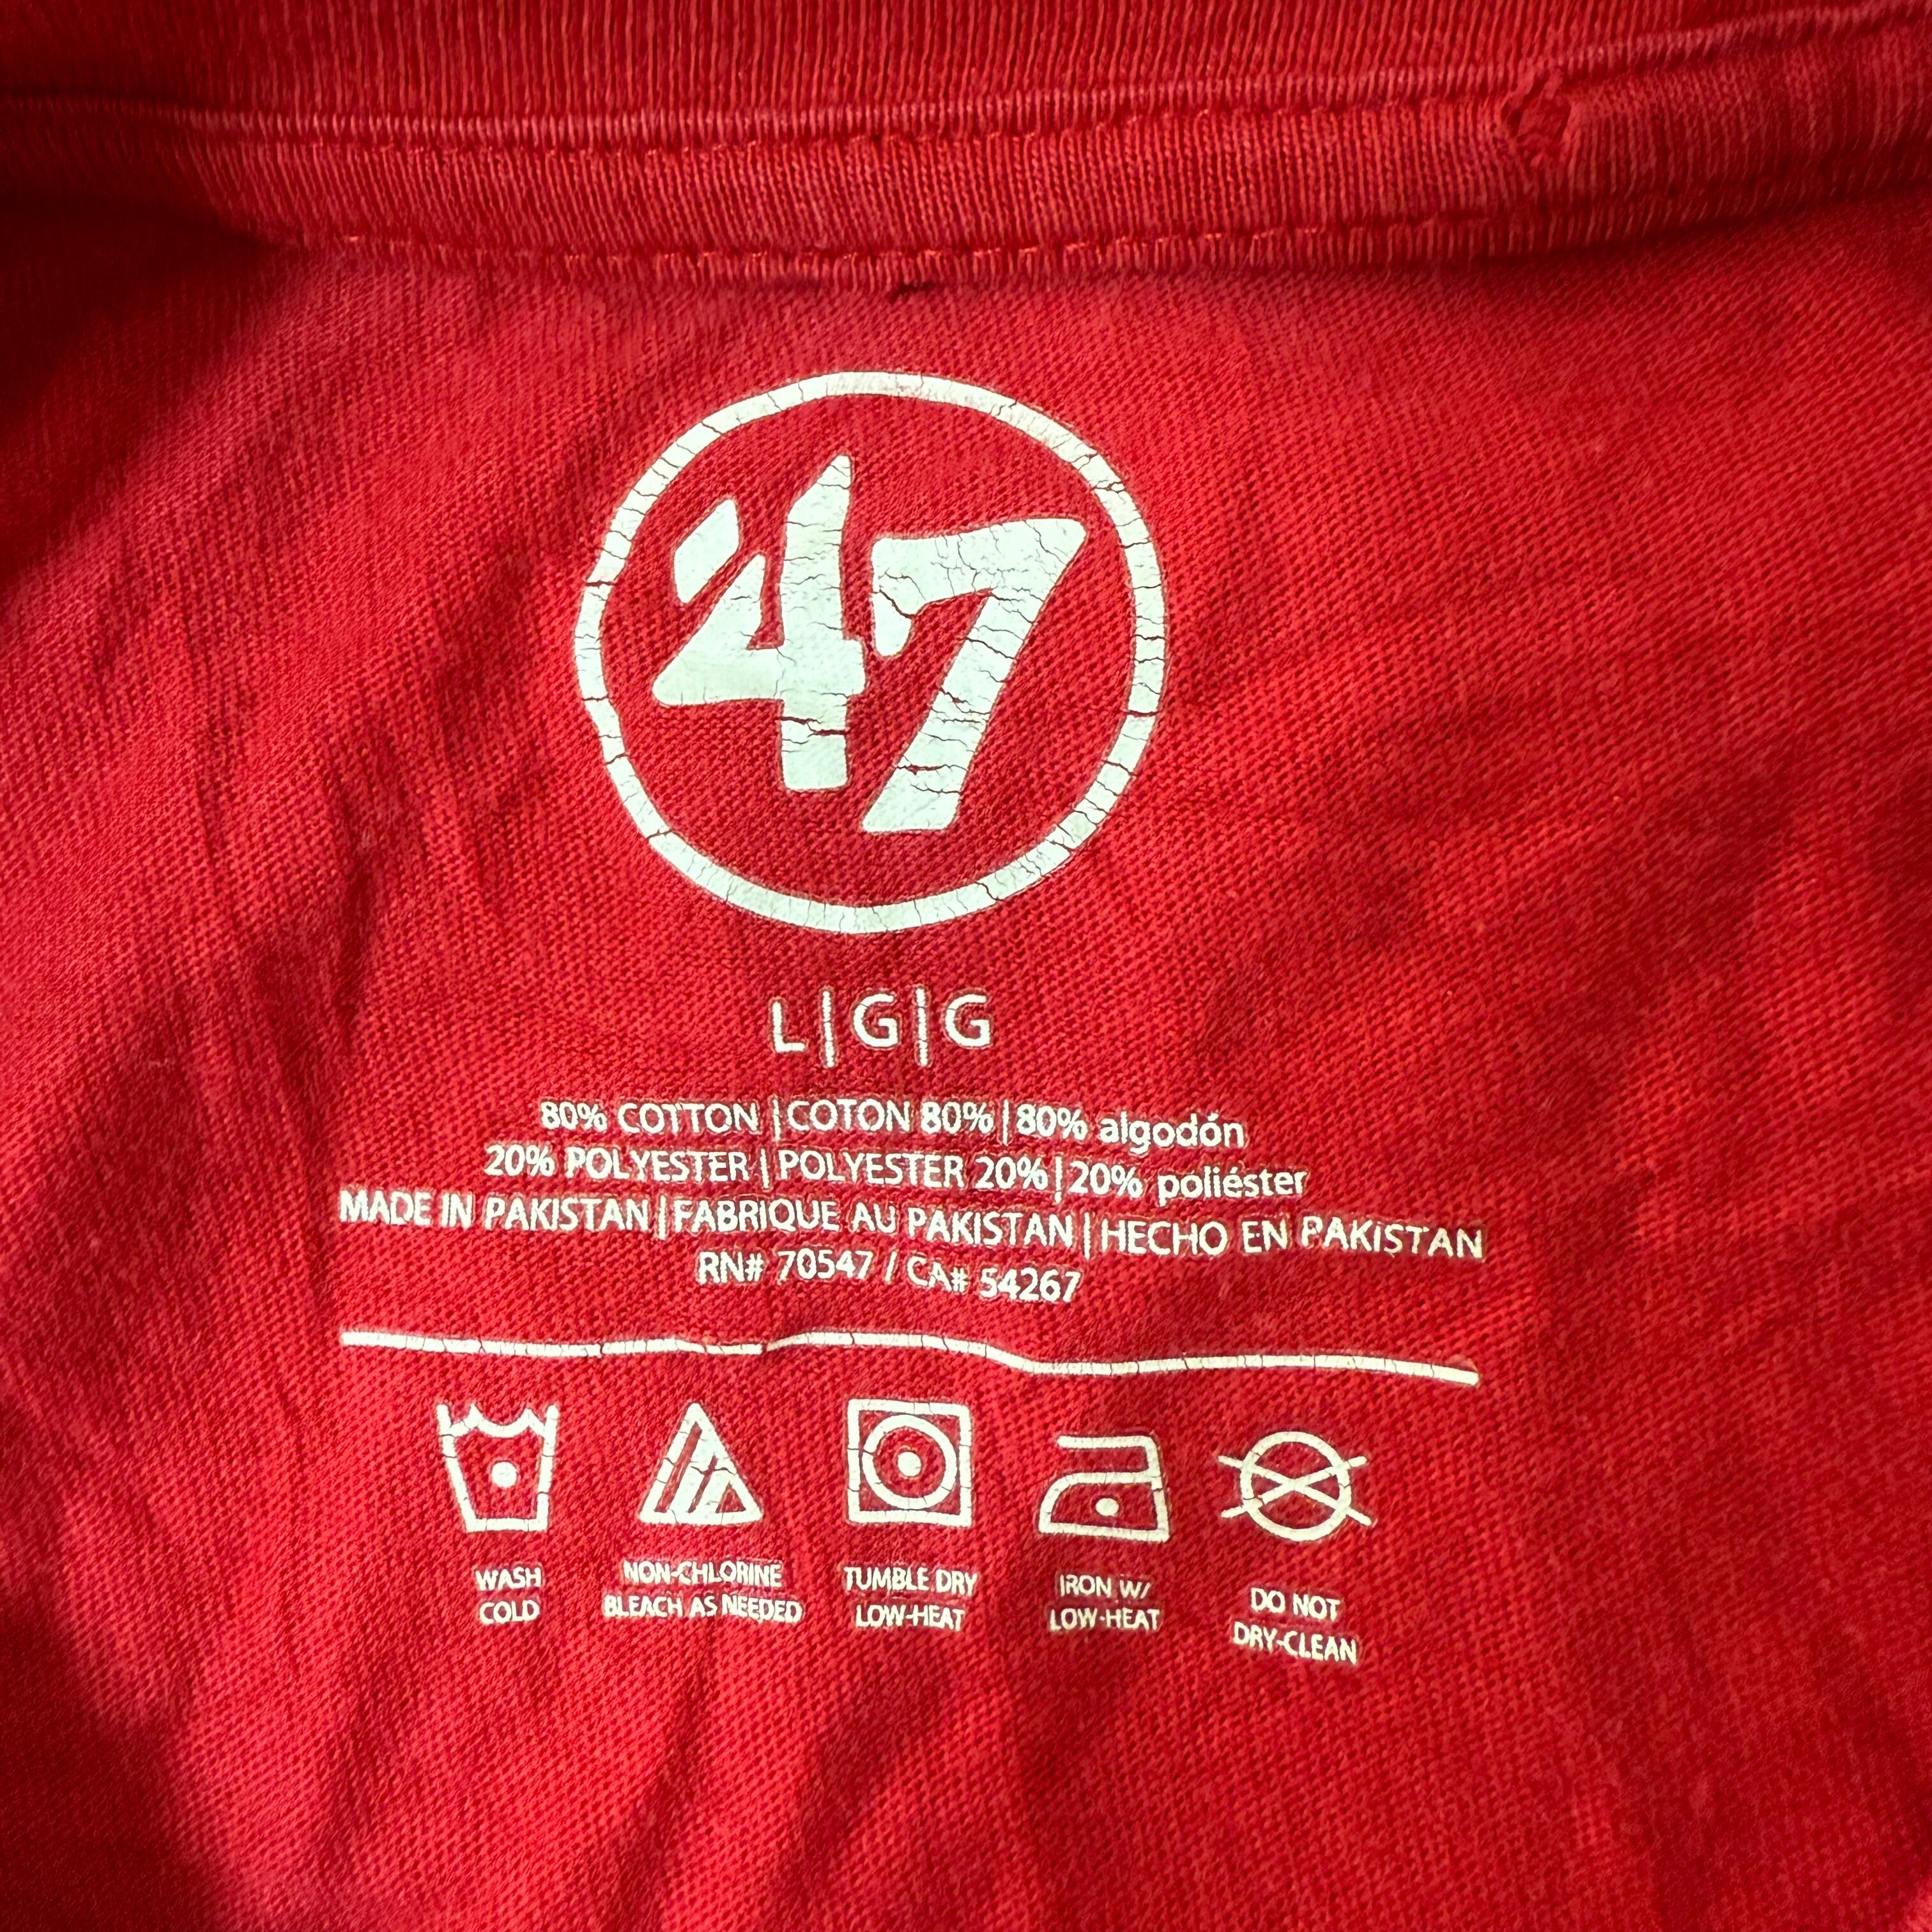 47
L|G|G
80% COTTON | COTON 80% | 80% algodón
20% POLYESTER | POLYESTER 20% | 20% poliéster
MADE IN PAKISTAN | FABRIQUE AU PAKISTAN | HECHO EN PAKISTAN
RN# 70547 / CA# 54267
WASH
COLD
NON-CHLORINE
BLEACH AS NEEDED
TUMBLE DRY
LOW-HEAT
IRON W/
LOW-HEAT
DO NOT
DRY-CLEAN